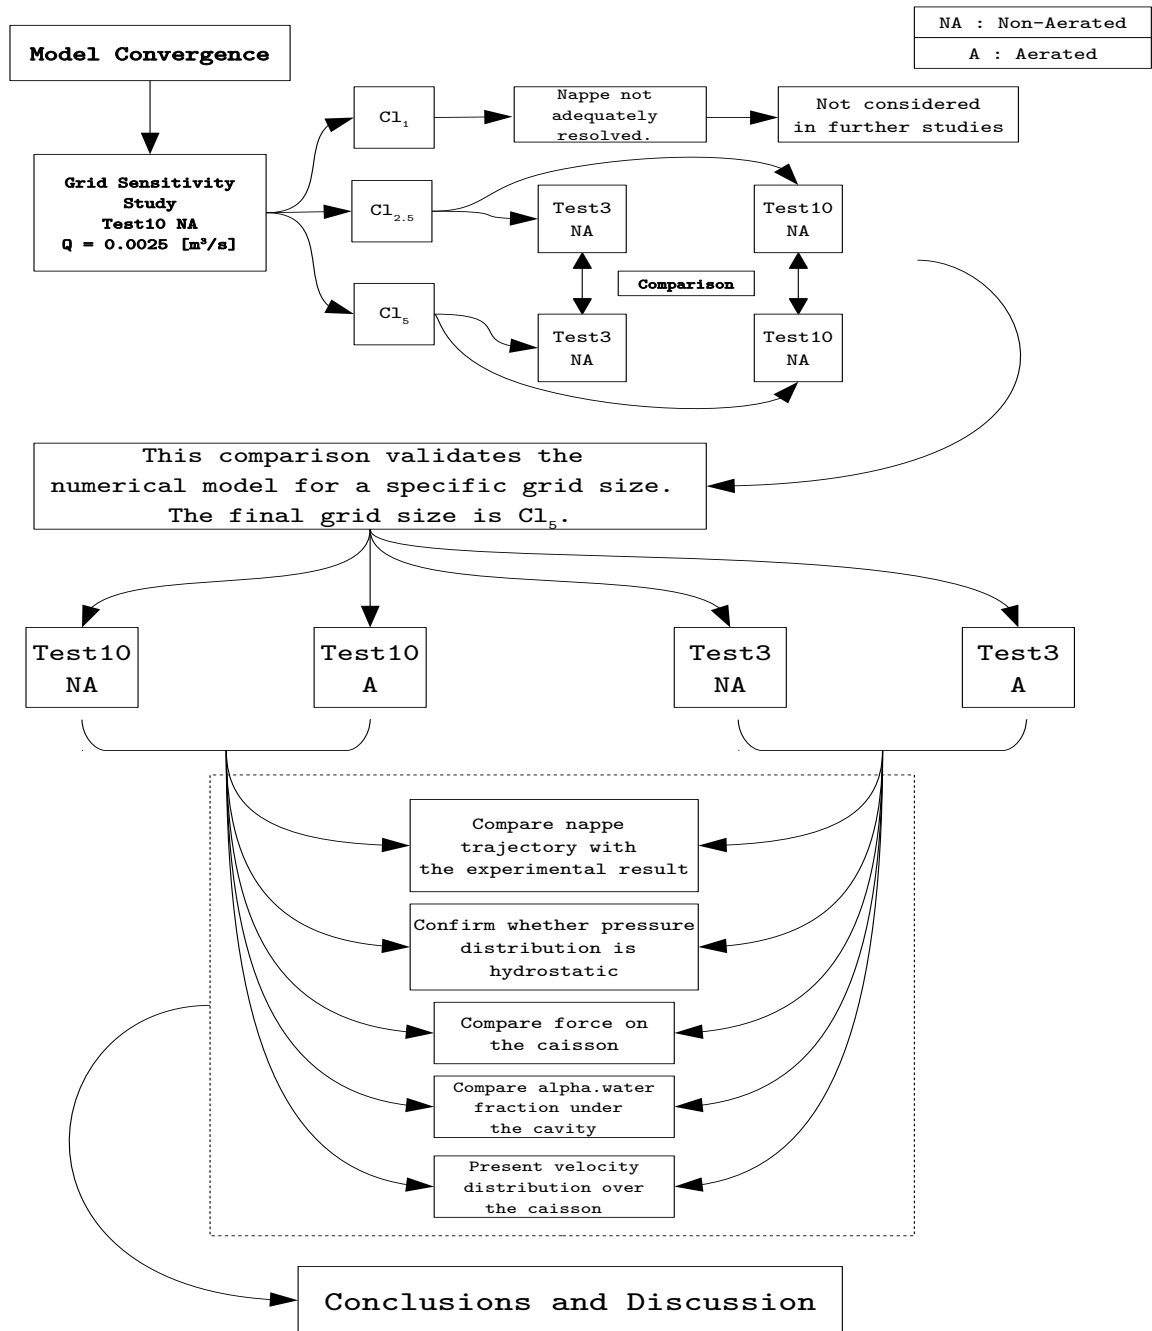 NA : Non-Aerated
A : Aerated
Model Convergence
Grid Sensitivity
Study
Test10 NA
Q = 0.0025 [m³/s]
Cl₁
Nappe not
adequately
resolved.
Not considered
in further studies
Cl₂.₅
Test3
NA
Test10
NA
Comparison
Cl₅
Test3
NA
Test10
NA
This comparison validates the
numerical model for a specific grid size.
The final grid size is Cl₅.
Test10
NA
Test10
A
Test3
NA
Test3
A
Compare nappe
trajectory with
the experimental result
Confirm whether pressure
distribution is
hydrostatic
Compare force on
the caisson
Compare alpha.water
fraction under
the cavity
Present velocity
distribution over
the caisson
Conclusions and Discussion